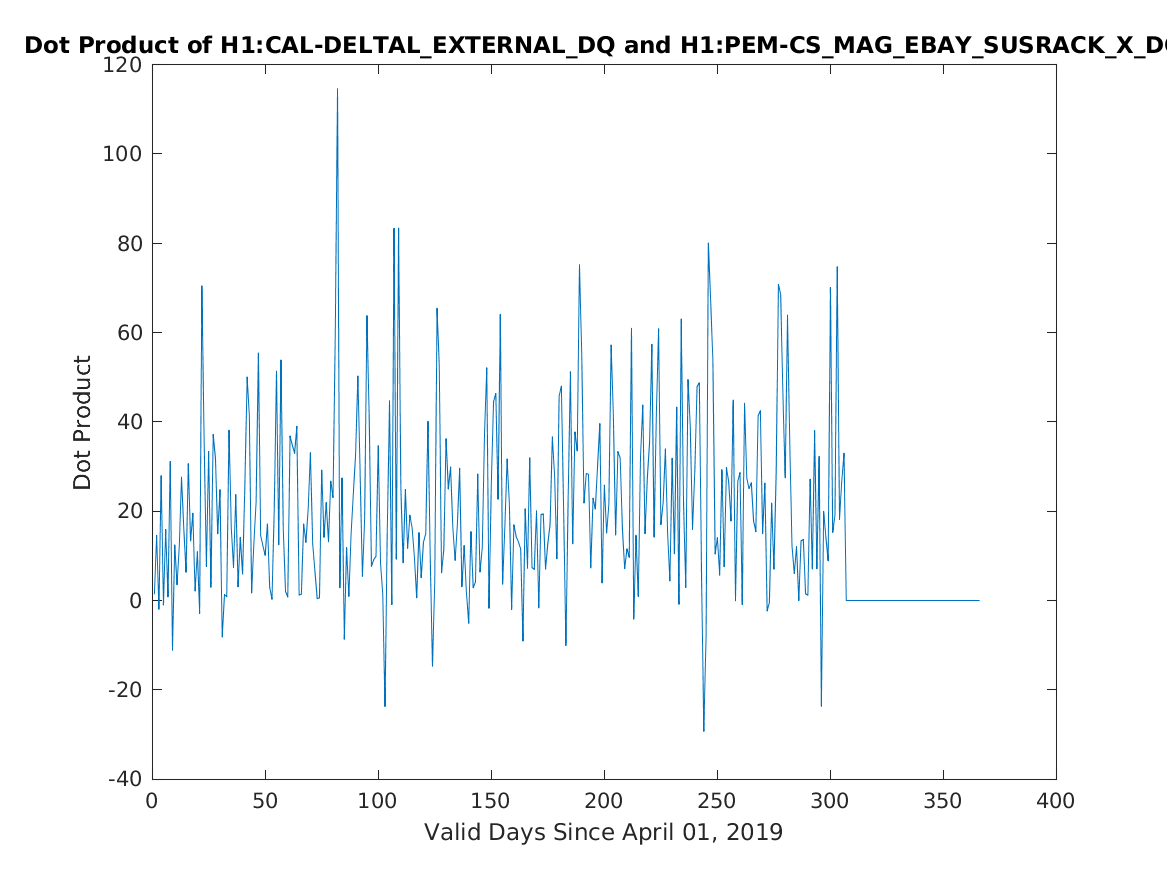 Dot Product of H1:CAL-DELTAL_EXTERNAL_DQ and H1:PEM-CS_MAG_EBAY_SUSRACK_X_DQ
120
100
80
60
40
20
0
-20
-40
Dot Product
0 50 100 150 200 250 300 350 400
Valid Days Since April 01, 2019